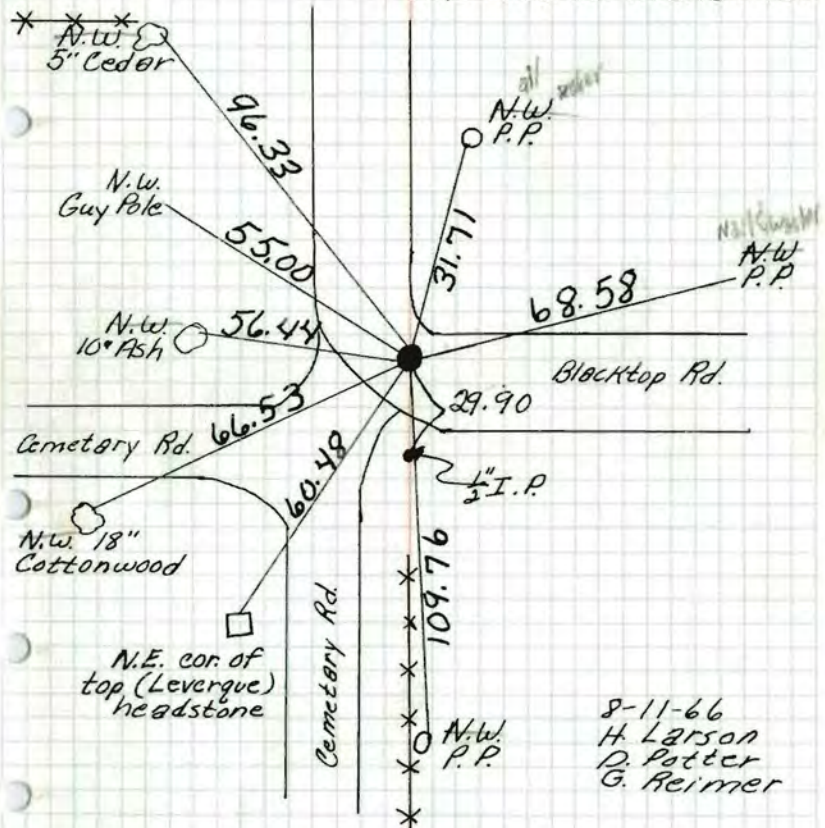 N.W.
5" Cedar
96.33
N.W.
P.P.
N.W.
Guy Pole
55.00
31.71
N.W.
P.P.
68.58
N.W.
10" Ash
56.44
Blacktop Rd.
29.90
Cemetary Rd.
66.53
60.48
1/2" I.P.
N.W. 18"
Cottonwood
109.76
Cemetary Rd.
N.E. cor. of
top (Leverque)
headstone
N.W.
P.P.
8-11-66
H. Larson
D. Potter
G. Reimer